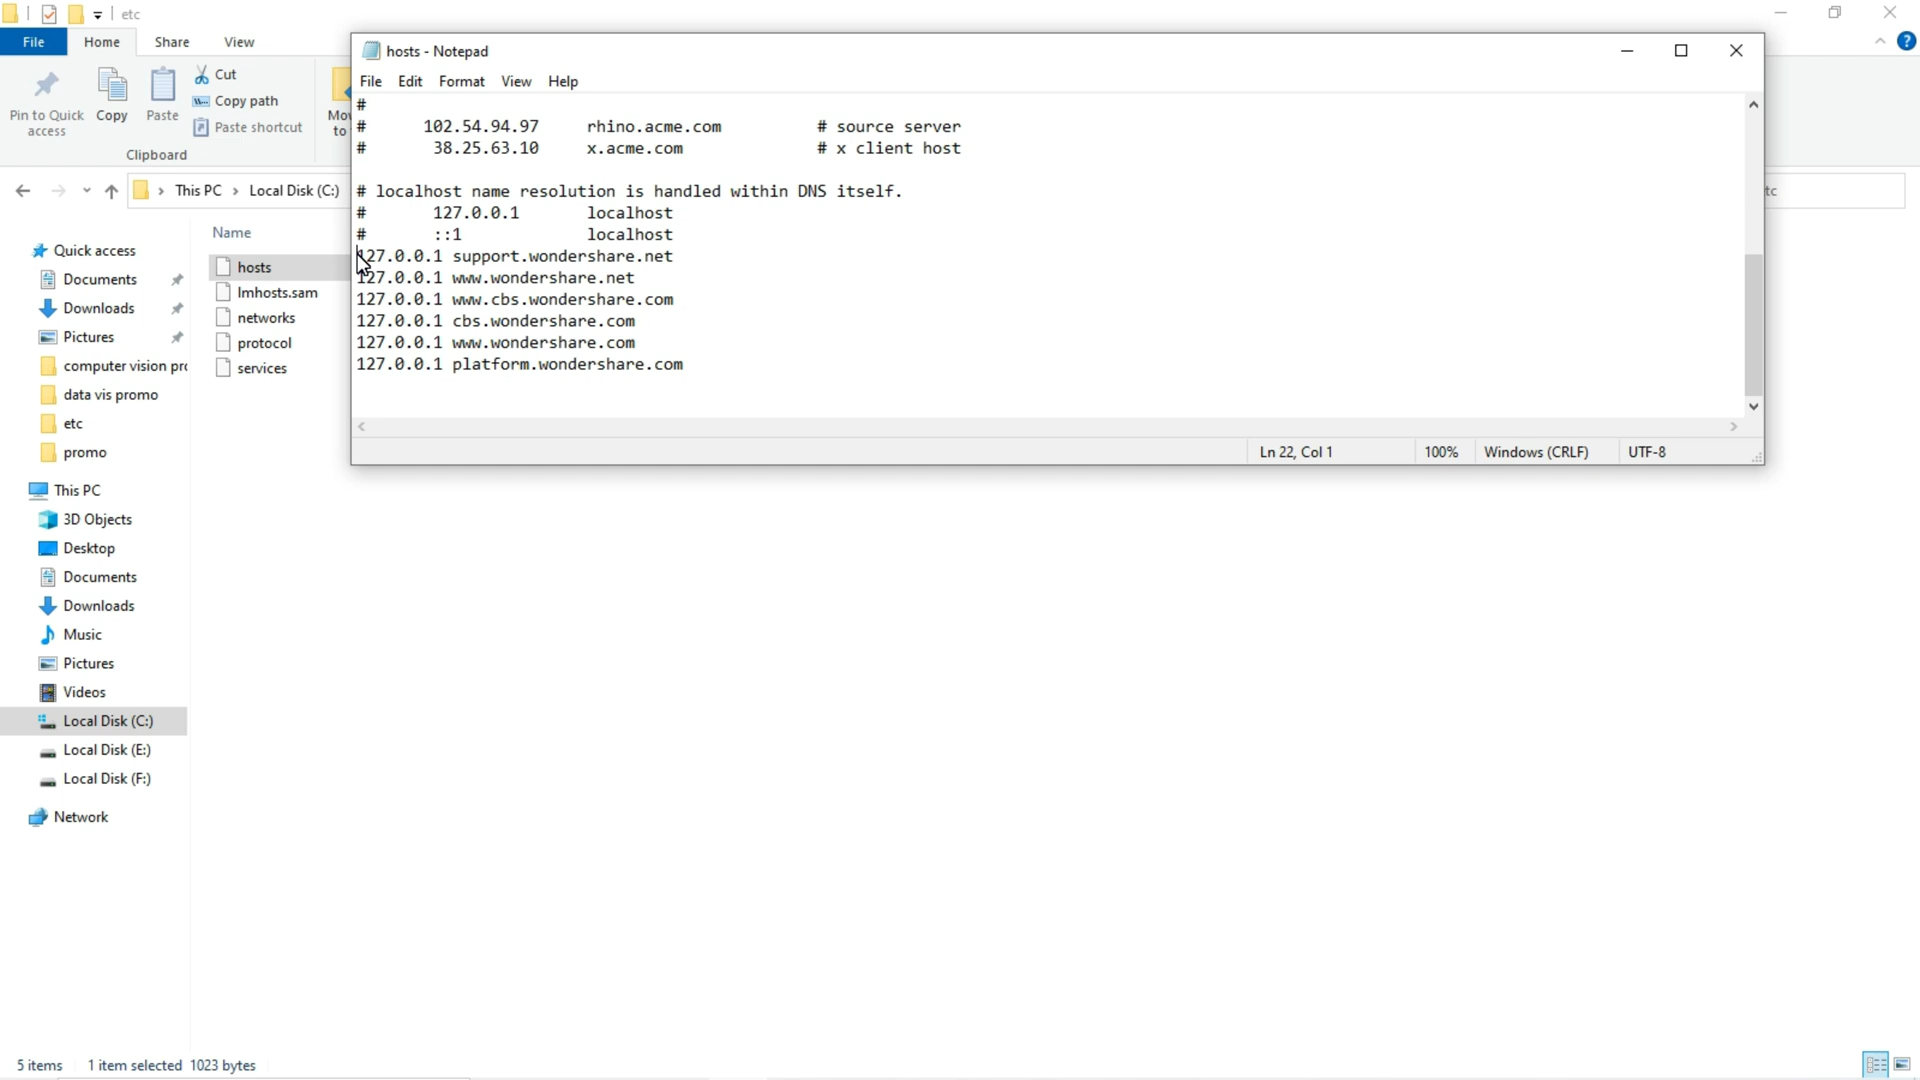 etc
File Home Share View
Pin to Quick access
Copy
Paste
Cut
Copy path
Paste shortcut
to
Clipboard
This PC › Local Disk (C:)
Quick access
Documents
Downloads
Pictures
computer vision
data vis promo
etc
promo
This PC
3D Objects
Desktop
Documents
Downloads
Music
Pictures
Videos
Local Disk (C:)
Local Disk (E:)
Local Disk (F:)
Network
Name
hosts
lmhosts.sam
networks
protocol
services
hosts - Notepad
File Edit Format View Help
#
# 102.54.94.97 rhino.acme.com # source server
# 38.25.63.10 x.acme.com # x client host
# localhost name resolution is handled within DNS itself.
# 127.0.0.1 localhost
# ::1 localhost
127.0.0.1 support.wondershare.net
127.0.0.1 www.wondershare.net
127.0.0.1 www.cbs.wondershare.com
127.0.0.1 cbs.wondershare.com
127.0.0.1 www.wondershare.com
127.0.0.1 platform.wondershare.com
Ln 22, Col 1 100% Windows (CRLF) UTF-8
5 items 1 item selected 1023 bytes